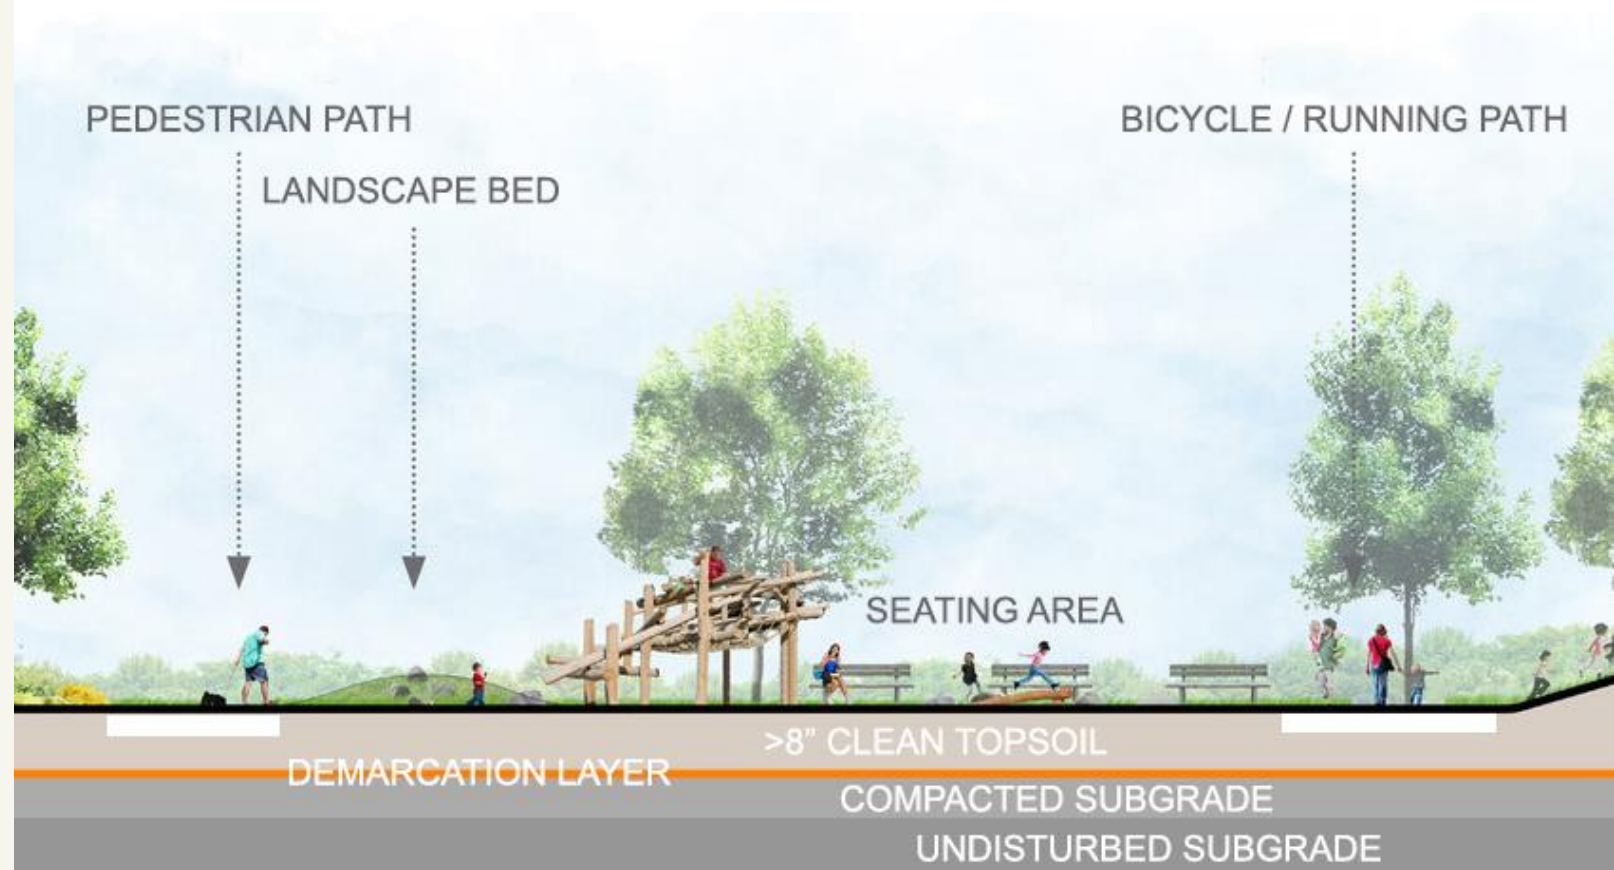 PEDESTRIAN PATH
BICYCLE / RUNNING PATH
LANDSCAPE BED
SEATING AREA
>8” CLEAN TOPSOIL
DEMARCATION LAYER
COMPACTED SUBGRADE
UNDISTURBED SUBGRADE